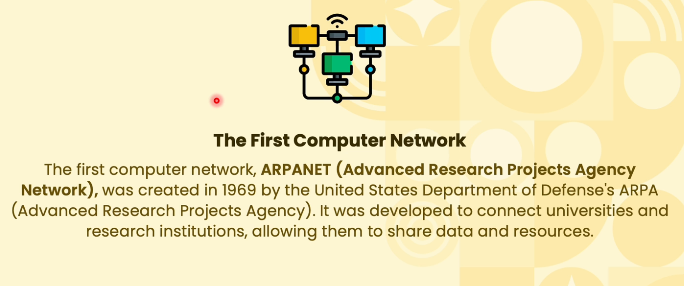 The First Computer Network
The first computer network, ARPANET (Advanced Research Projects Agency
Network), was created in 1969 by the United States Department of Defense's ARPA
(Advanced Research Projects Agency). It was developed to connect universities and
research institutions, allowing them to share data and resources.